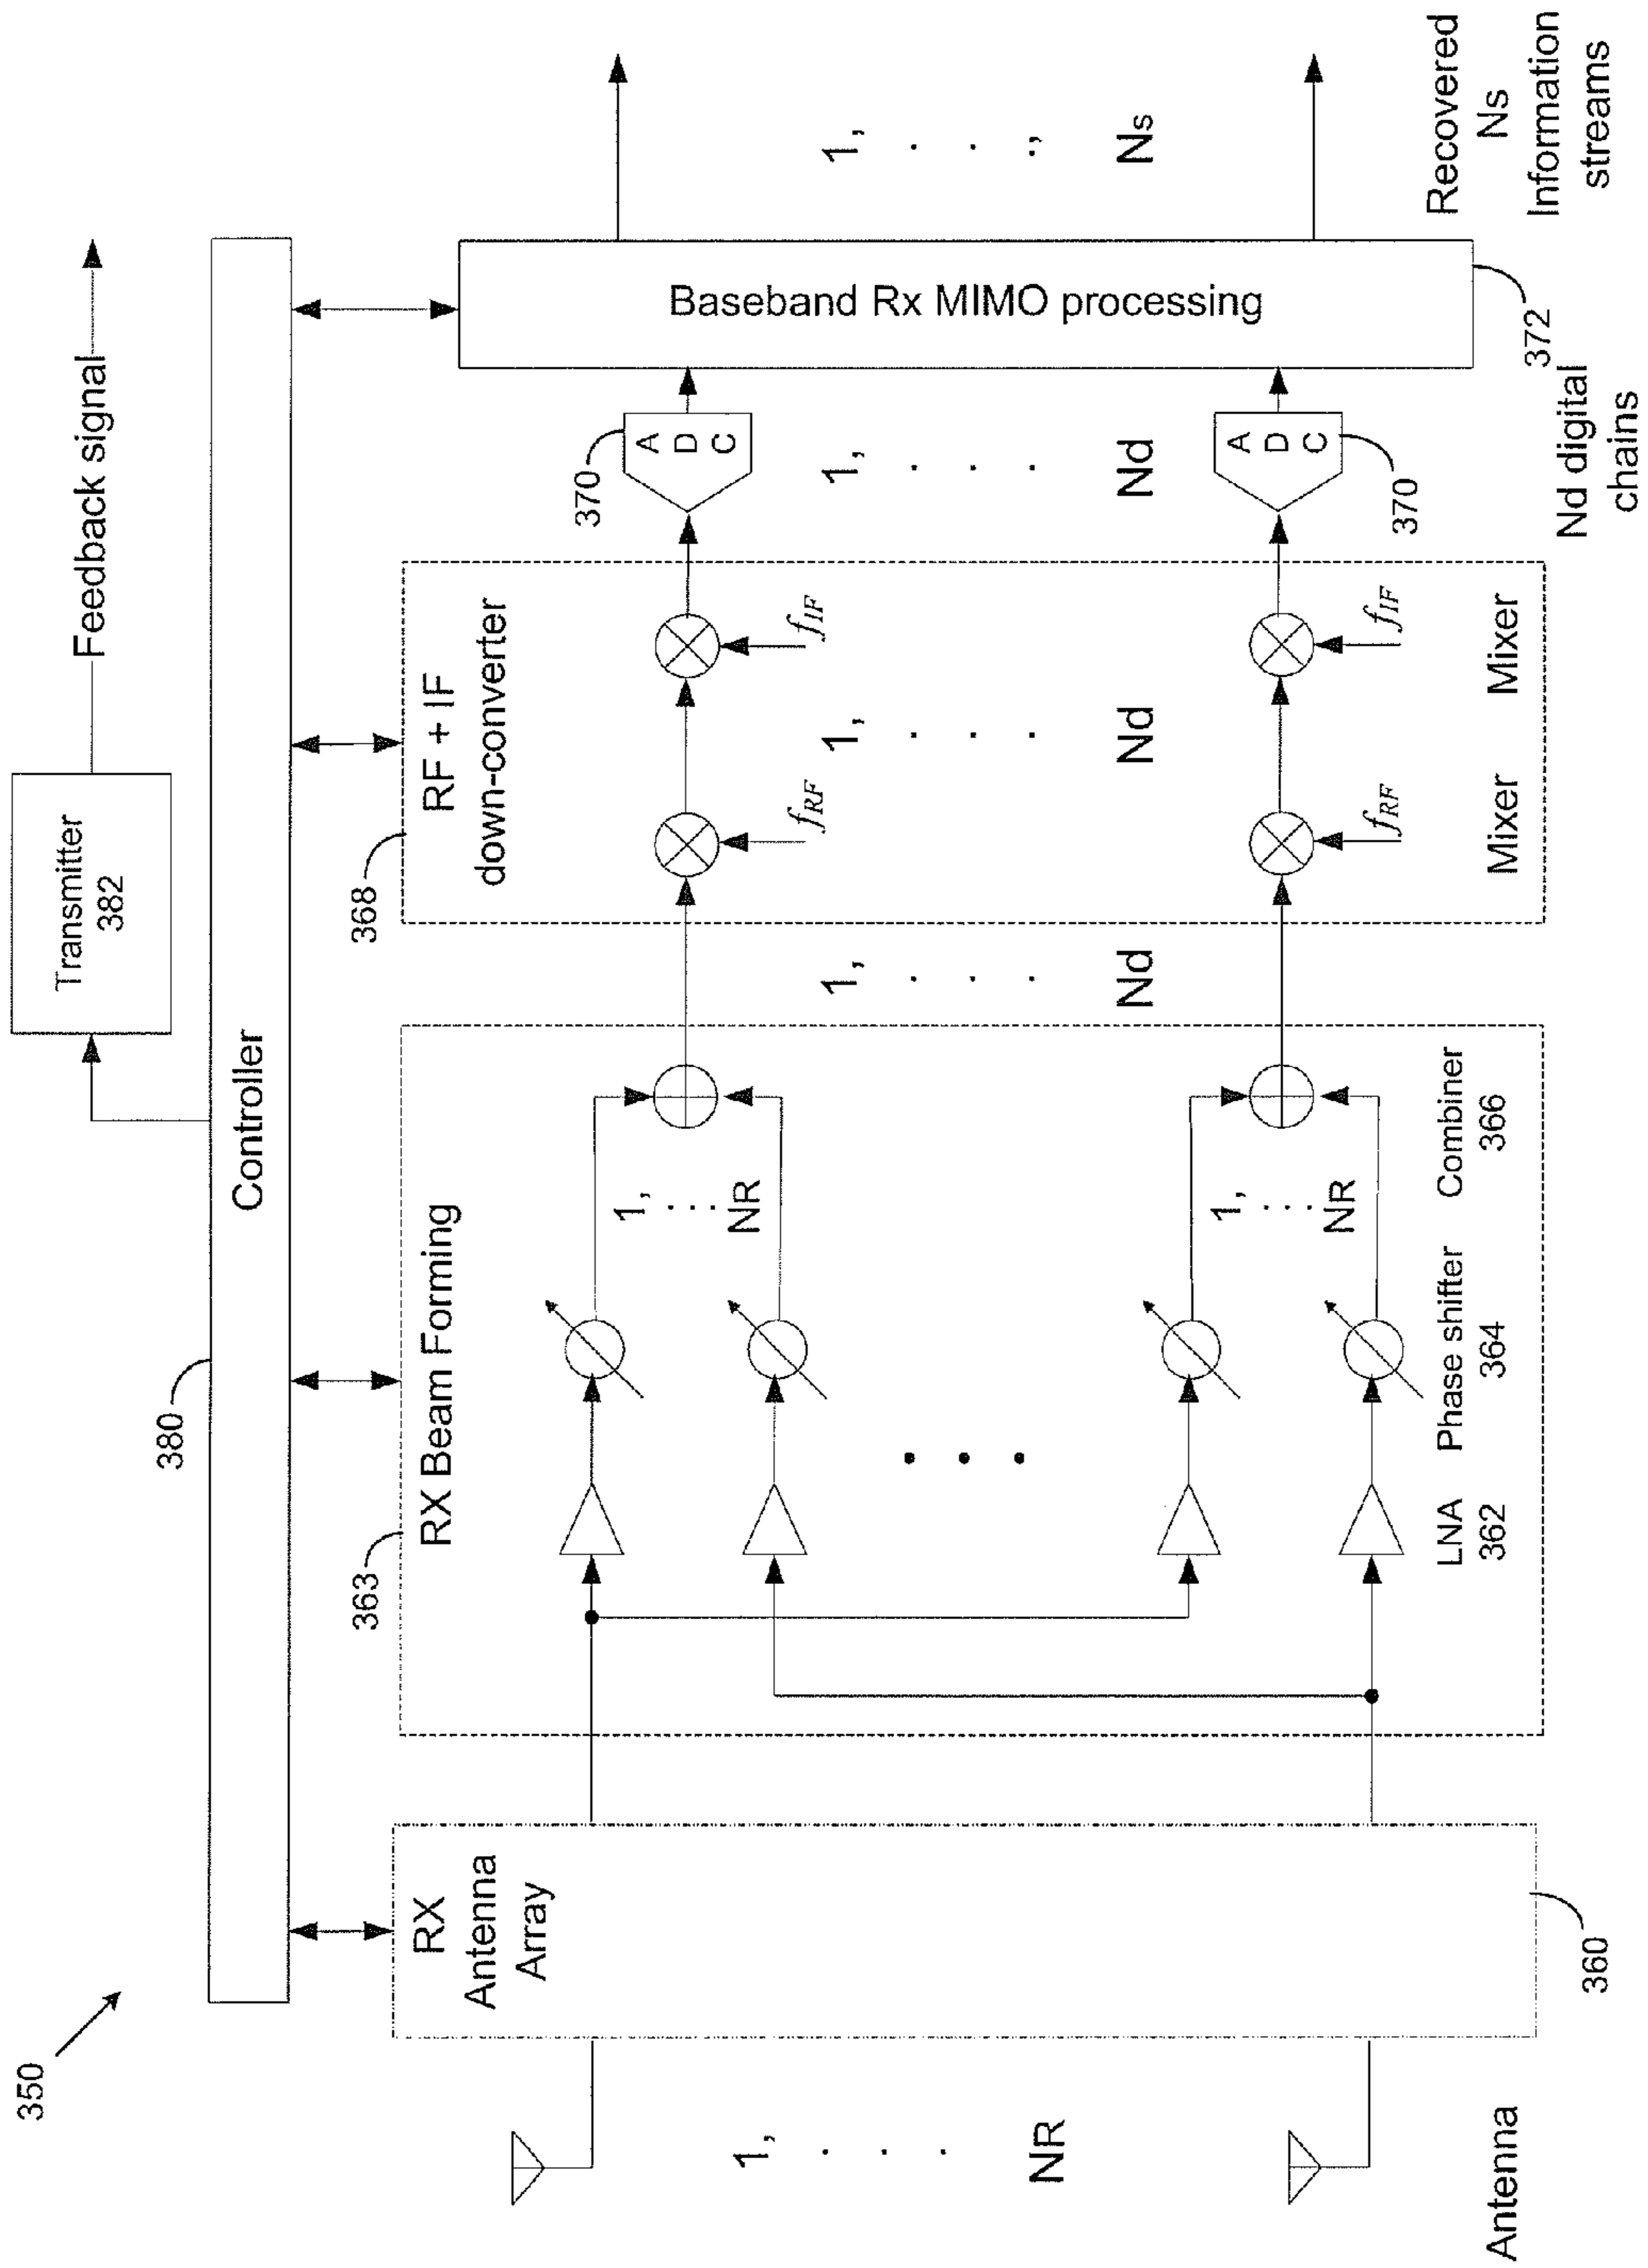 350
Feedback signal
Transmitter
382
Controller
380
RX
Antenna
Array
360
Antenna
1,
. . .
NR
363
RX Beam Forming
1,
. . .
NR
1,
. . .
NR
LNA
362
Phase shifter
364
Combiner
366
1,
. . .
Nd
368
RF + IF
down-converter
fRF
fIF
1,
. . .
Nd
fRF
fIF
Mixer
Mixer
370
A
D
C
1,
. . .
Nd
A
D
C
370
Nd digital
chains
Baseband Rx MIMO processing
372
1,
. . . ,
Ns
Recovered
Ns
Information
streams